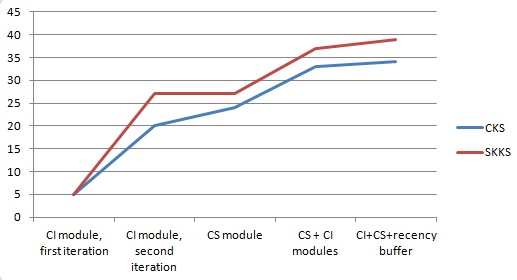 45
40
35
30
25
20
15
10
5
0
CI module,
first iteration
CI module,
second
iteration
CS module
CS + CI
modules
CI+CS+recency
buffer
CKS
SKKS